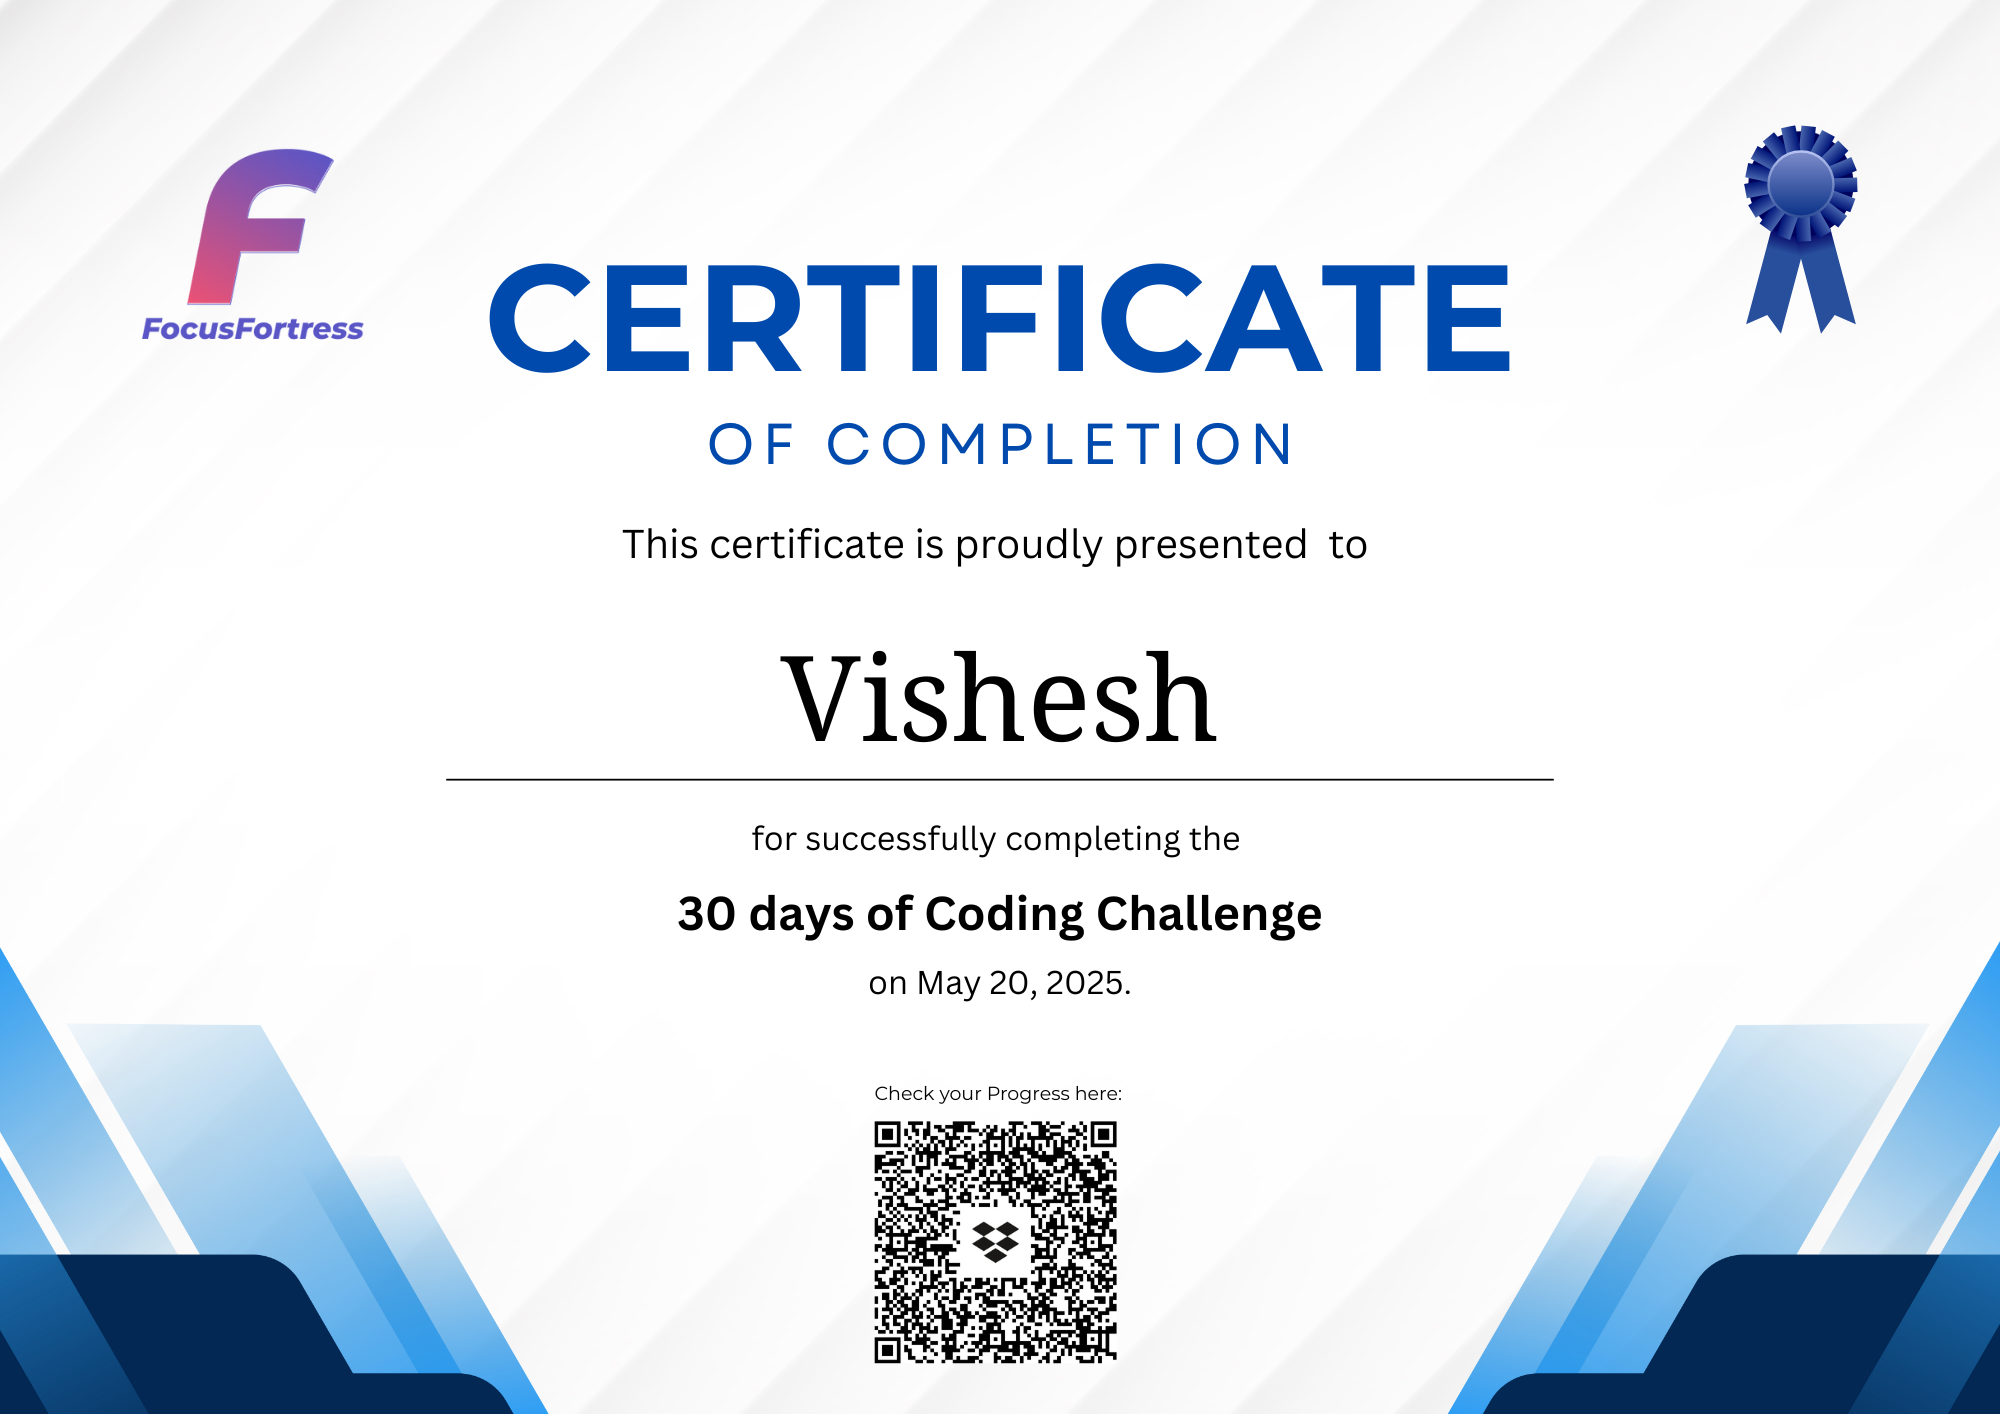 FocusFortress
CERTIFICATE
OF COMPLETION
This certificate is proudly presented  to
Vishesh
for successfully completing the
30 days of Coding Challenge
on May 20, 2025.
Check your Progress here: